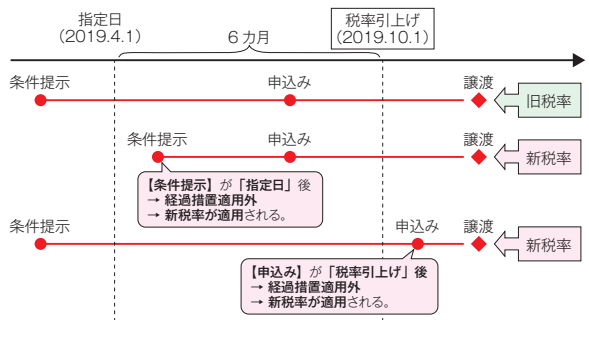 指定日
（2019.4.1）
6カ月
税率引上げ
（2019.10.1）
条件提示
申込み
譲渡
旧税率
条件提示
申込み
譲渡
新税率
【条件提示】が「指定日」後
→ 経過措置適用外
→ 新税率が適用される。
条件提示
申込み
譲渡
新税率
【申込み】が「税率引上げ」後
→ 経過措置適用外
→ 新税率が適用される。